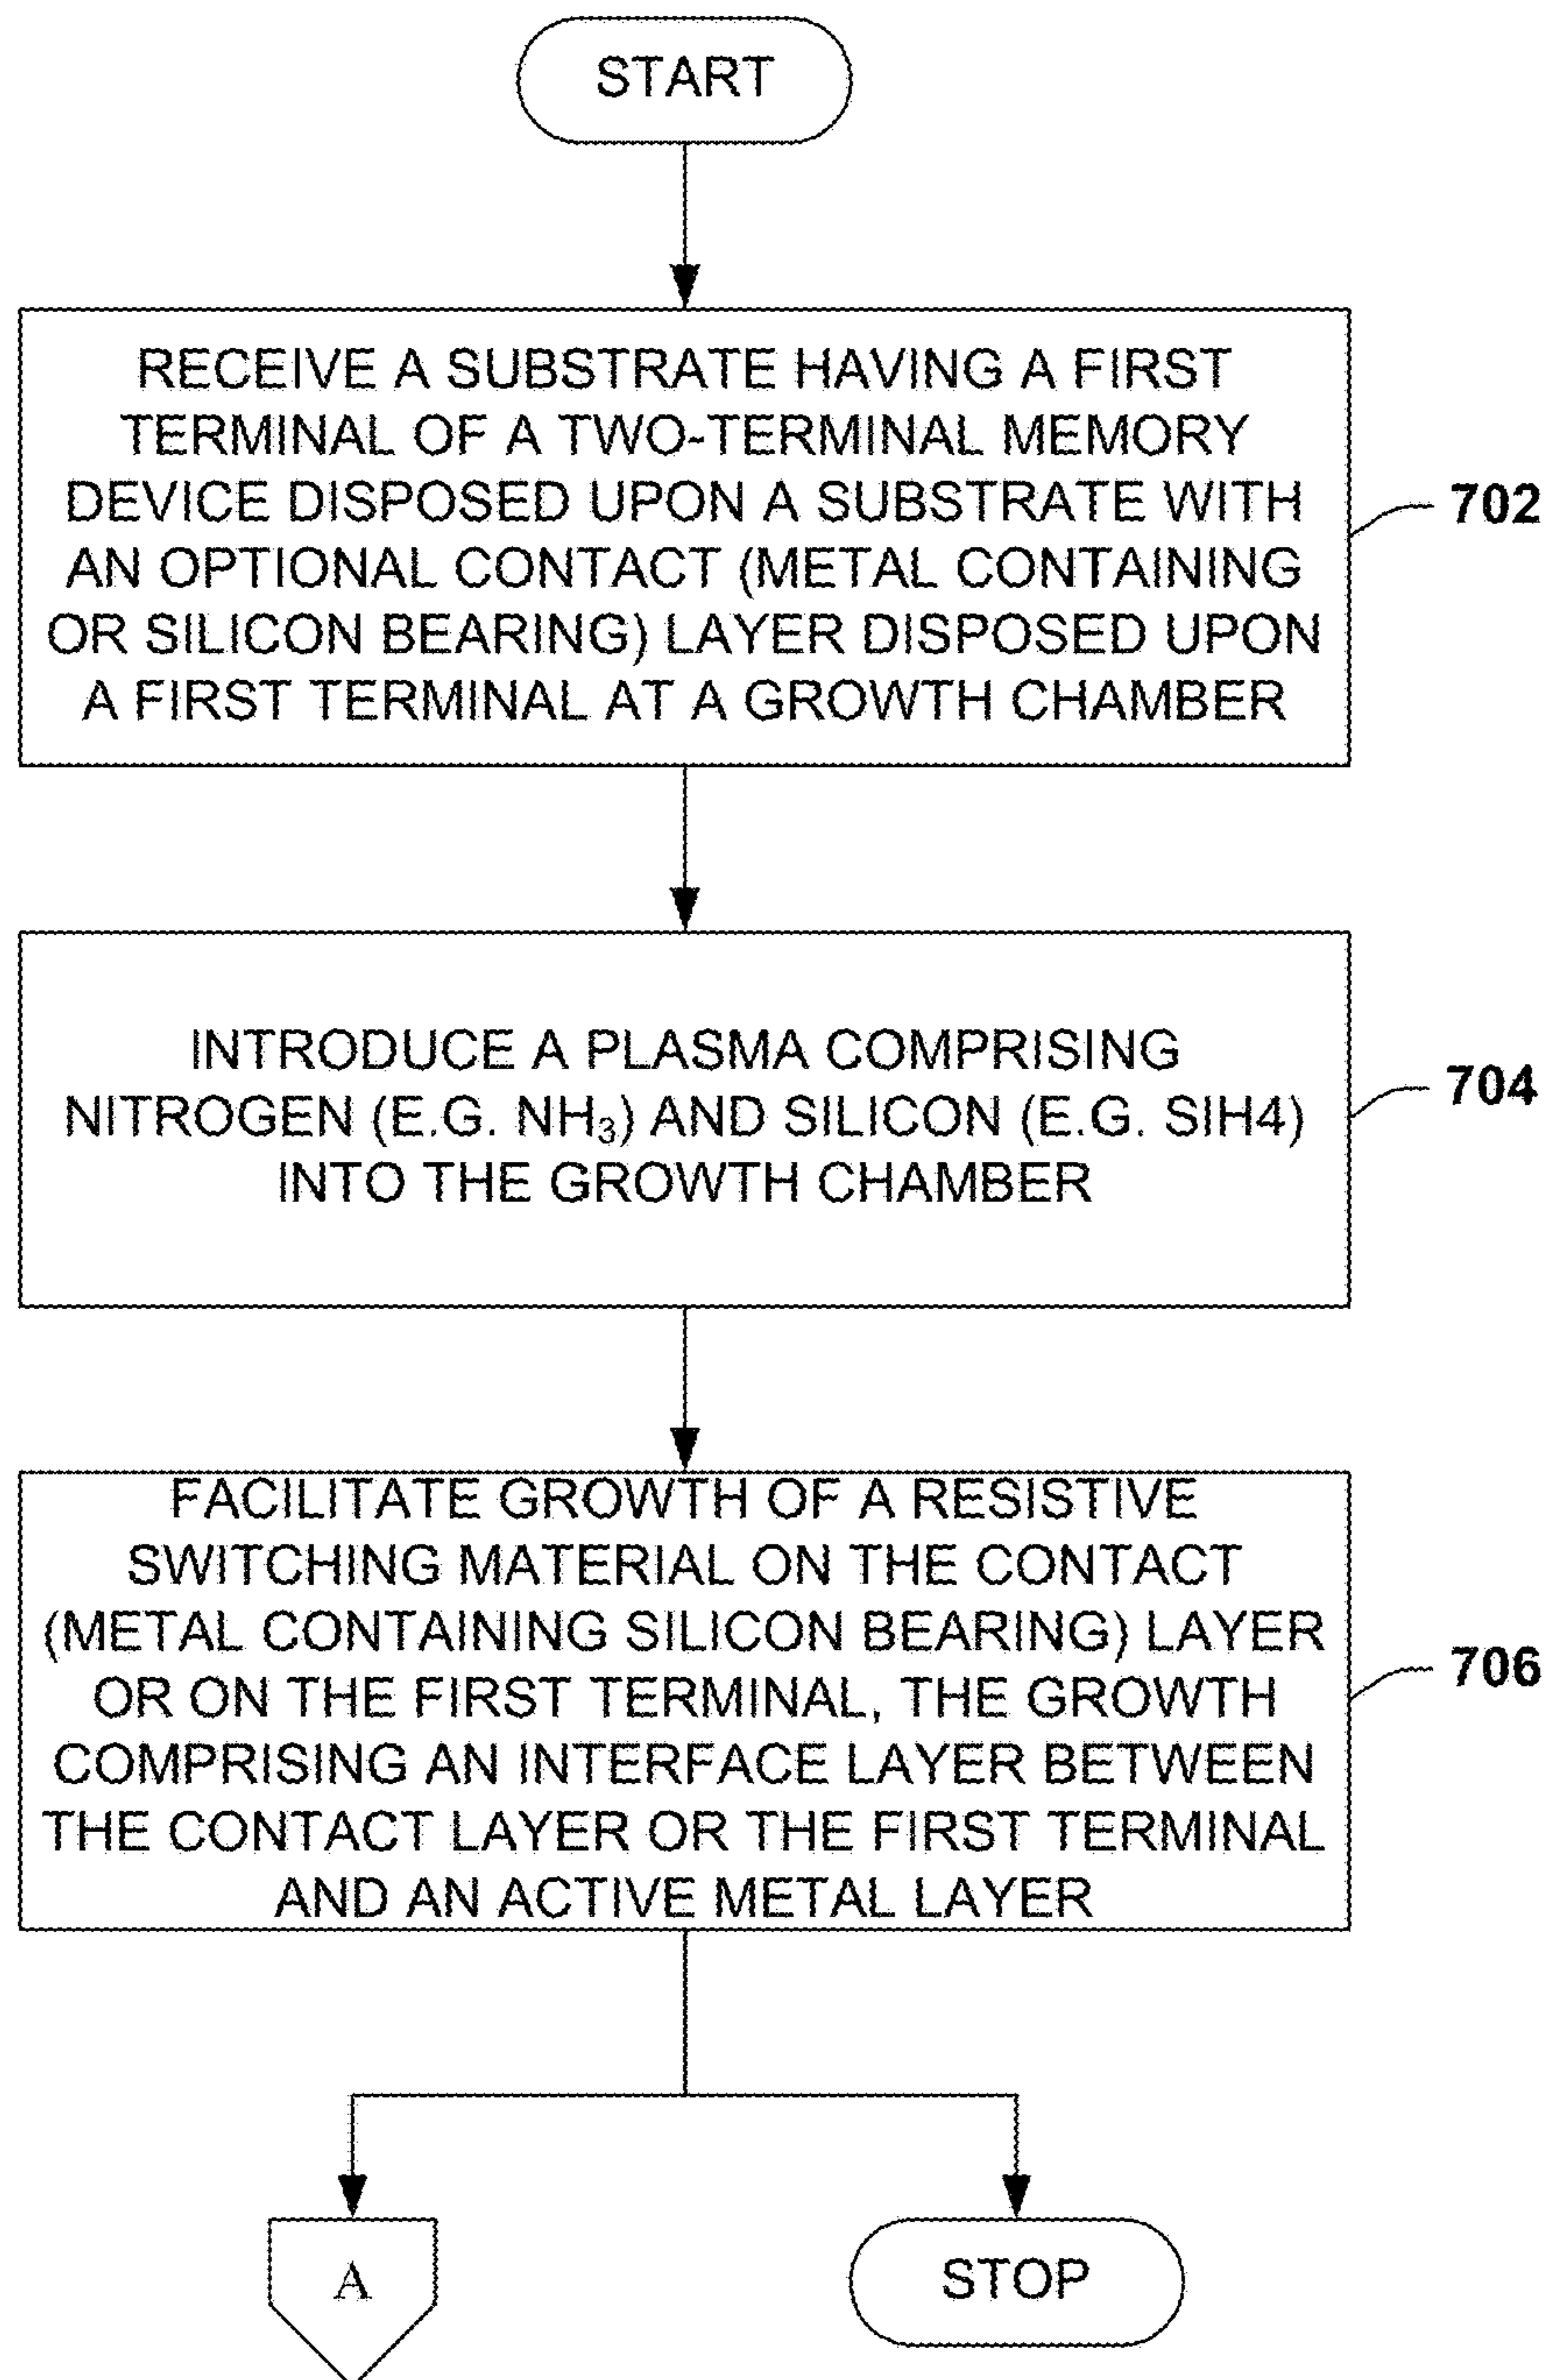 START
RECEIVE A SUBSTRATE HAVING A FIRST
TERMINAL OF A TWO-TERMINAL MEMORY
DEVICE DISPOSED UPON A SUBSTRATE WITH
AN OPTIONAL CONTACT (METAL CONTAINING
OR SILICON BEARING) LAYER DISPOSED UPON
A FIRST TERMINAL AT A GROWTH CHAMBER
702
INTRODUCE A PLASMA COMPRISING
NITROGEN (E.G. NH₃) AND SILICON (E.G. SIH4)
INTO THE GROWTH CHAMBER
704
FACILITATE GROWTH OF A RESISTIVE
SWITCHING MATERIAL ON THE CONTACT
(METAL CONTAINING SILICON BEARING) LAYER
OR ON THE FIRST TERMINAL, THE GROWTH
COMPRISING AN INTERFACE LAYER BETWEEN
THE CONTACT LAYER OR THE FIRST TERMINAL
AND AN ACTIVE METAL LAYER
706
A
STOP